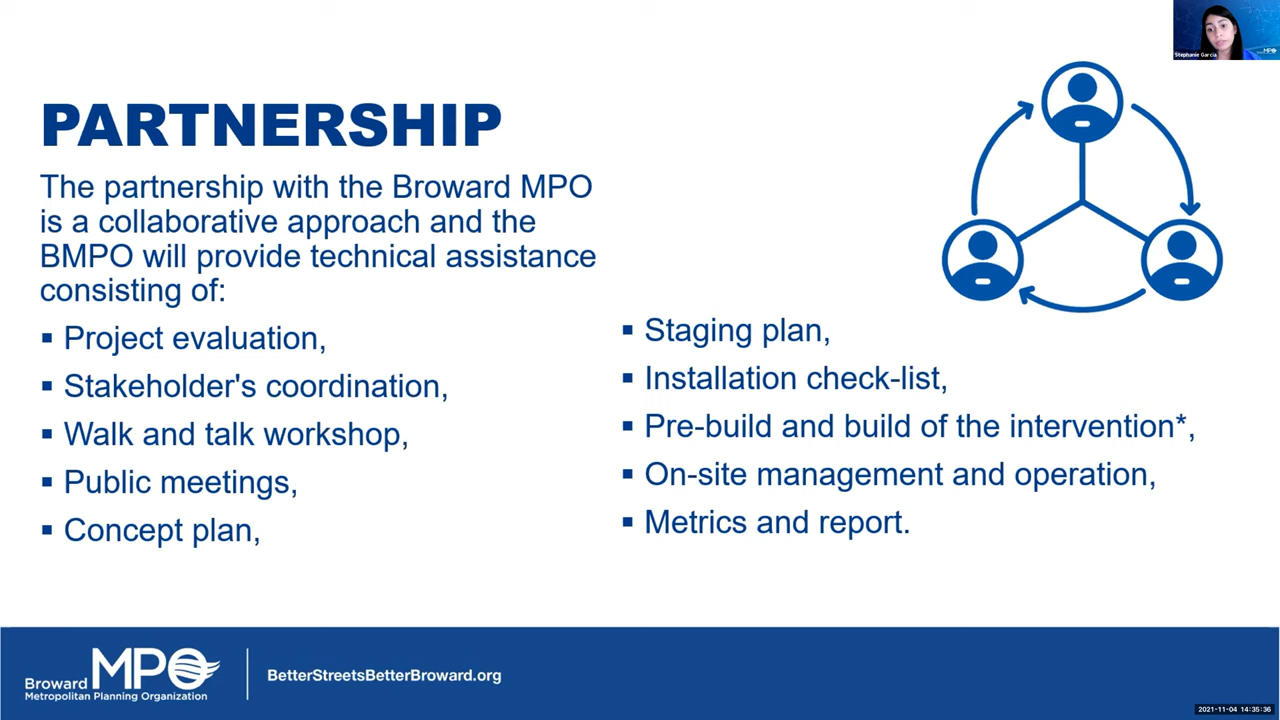 Stephanie Garcia
MPO
PARTNERSHIP
The partnership with the Broward MPO
is a collaborative approach and the
BMPO will provide technical assistance
consisting of:
▪ Project evaluation,
▪ Stakeholder's coordination,
▪ Walk and talk workshop,
▪ Public meetings,
▪ Concept plan,
▪ Staging plan,
▪ Installation check-list,
▪ Pre-build and build of the intervention*,
▪ On-site management and operation,
▪ Metrics and report.
Broward MPO
Metropolitan Planning Organization
BetterStreetsBetterBroward.org
2021-11-04 14:35:36